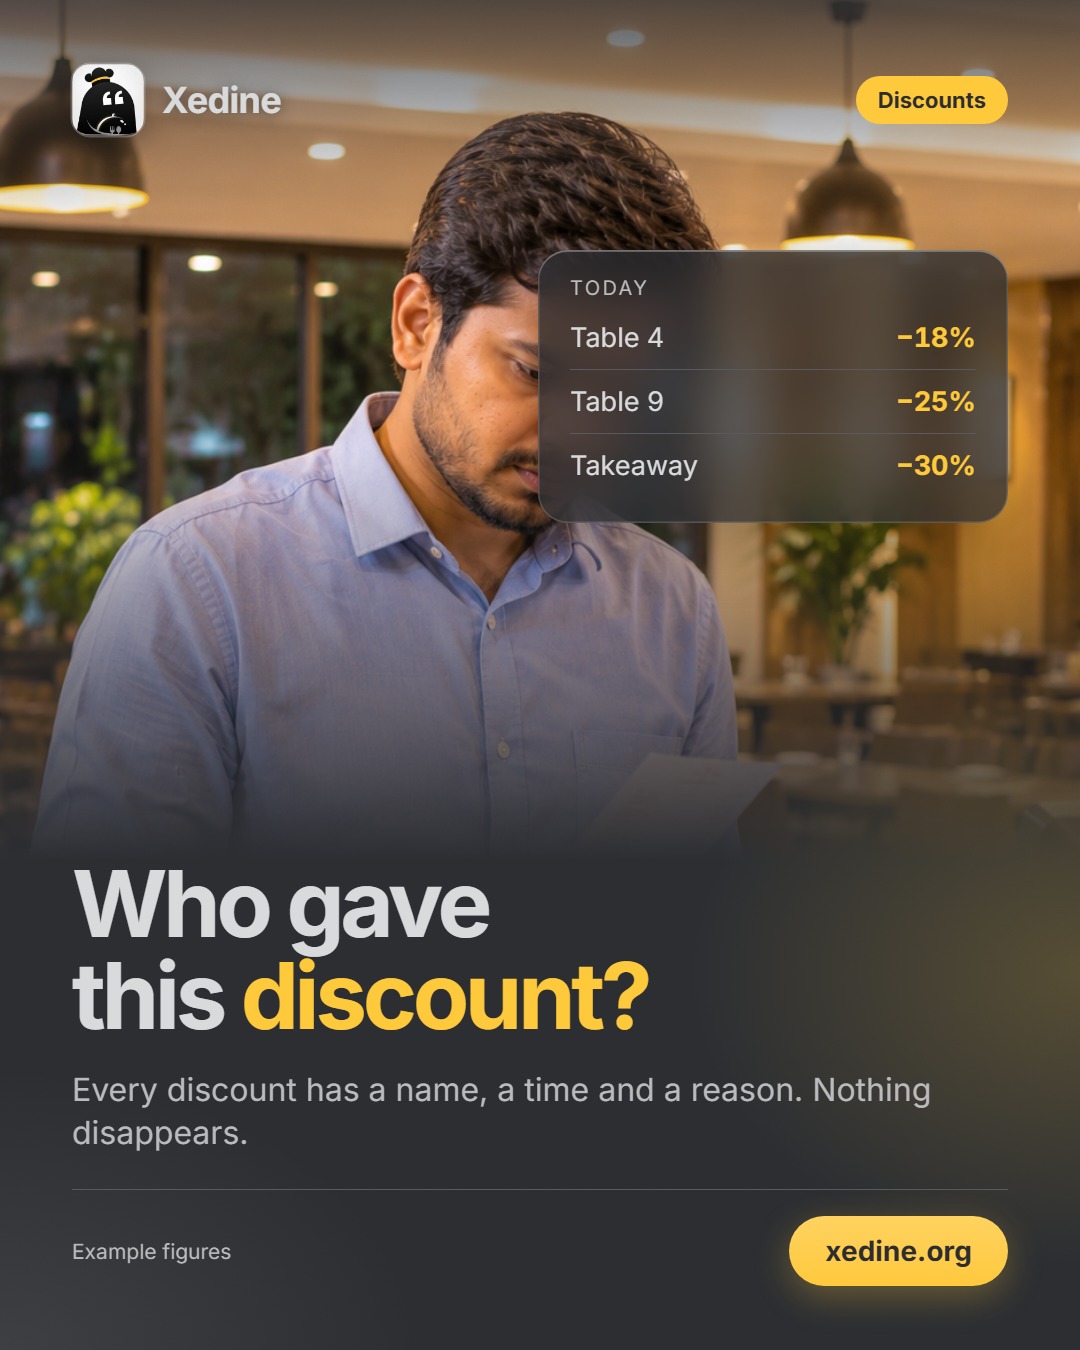 Xedine
Discounts
TODAY
Table 4 −18%
Table 9 −25%
Takeaway −30%
Who gave
this discount?
Every discount has a name, a time and a reason. Nothing
disappears.
Example figures
xedine.org